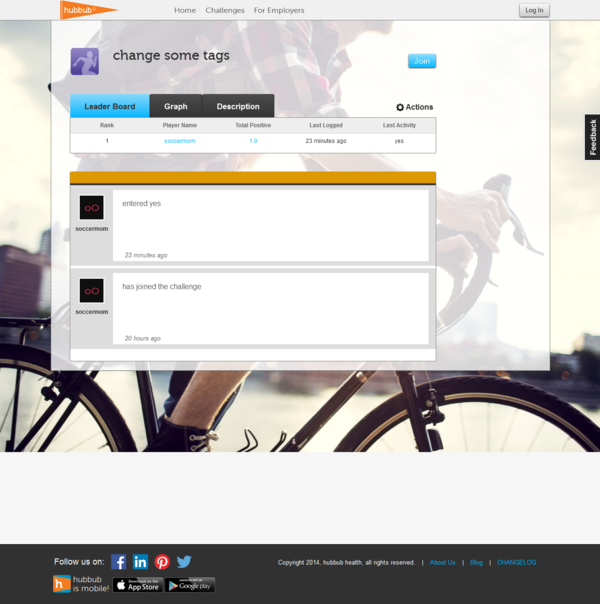 hubbub
Home Challenges For Employers
Log In
change some tags
Join
Leader Board Graph Description
Actions
Rank Player Name Total Positive Last Logged Last Activity
1 soccermom 1.0 23 minutes ago yes
Feedback
entered yes
soccermom
23 minutes ago
has joined the challenge
soccermom
20 hours ago
Follow us on:
Copyright 2014, hubbub health, all rights reserved. | About Us | Blog | CHANGELOG
hubbub
is mobile!
App Store
Google play